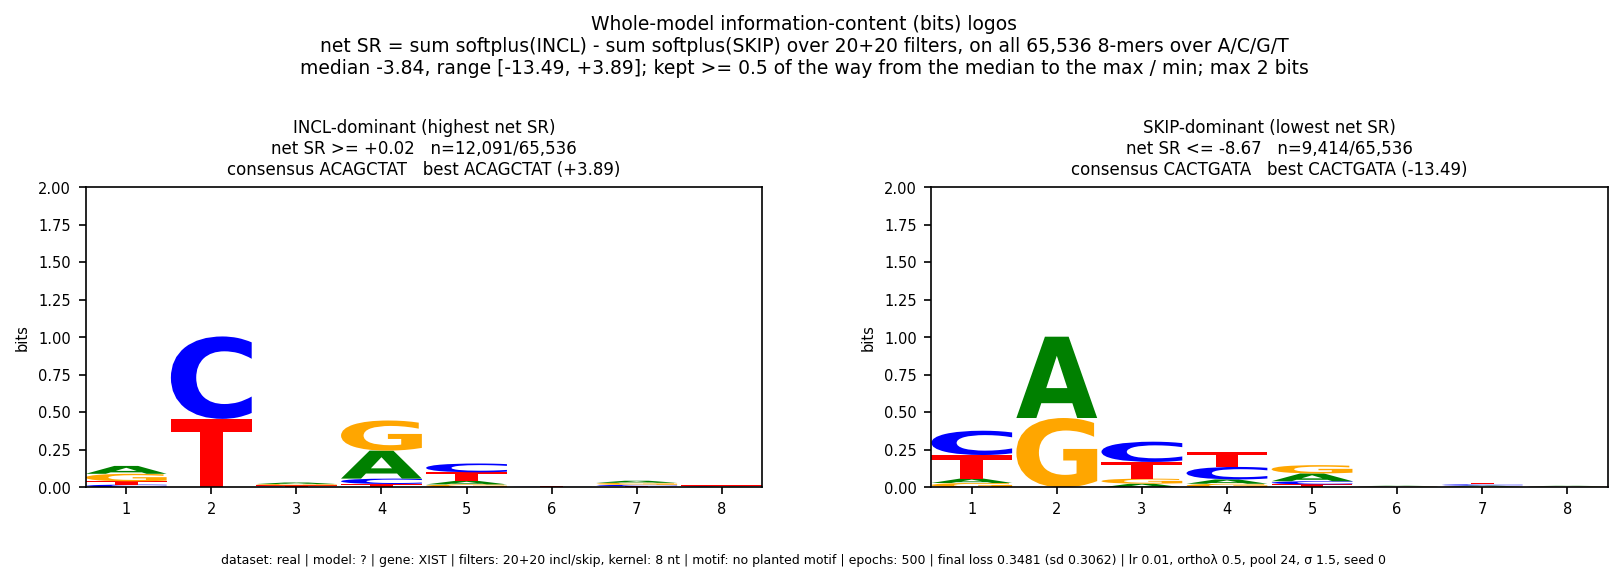 Whole-model information-content (bits) logos
net SR = sum softplus(INCL) - sum softplus(SKIP) over 20+20 filters, on all 65,536 8-mers over A/C/G/T
median -3.84, range [-13.49, +3.89]; kept >= 0.5 of the way from the median to the max / min; max 2 bits
INCL-dominant (highest net SR)
net SR >= +0.02   n=12,091/65,536
consensus ACAGCTAT   best ACAGCTAT (+3.89)
2.00
1.75
1.50
1.25
1.00
0.75
0.50
0.25
0.00
bits
1 2 3 4 5 6 7 8
SKIP-dominant (lowest net SR)
net SR <= -8.67   n=9,414/65,536
consensus CACTGATA   best CACTGATA (-13.49)
2.00
1.75
1.50
1.25
1.00
0.75
0.50
0.25
0.00
bits
1 2 3 4 5 6 7 8
dataset: real | model: ? | gene: XIST | filters: 20+20 incl/skip, kernel: 8 nt | motif: no planted motif | epochs: 500 | final loss 0.3481 (sd 0.3062) | lr 0.01, orthoλ 0.5, pool 24, σ 1.5, seed 0